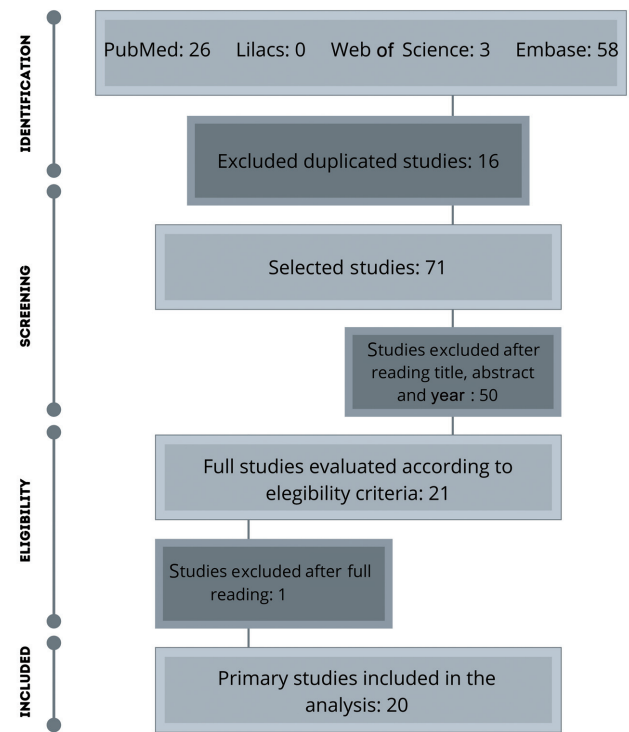 IDENTIFICATION
PubMed: 26 Lilacs: 0 Web of Science: 3 Embase: 58
Excluded duplicated studies: 16
SCREENING
Selected studies: 71
Studies excluded after
reading title, abstract
and year : 50
ELIGIBILITY
Full studies evaluated according to
elegibility criteria: 21
Studies excluded after full
reading: 1
INCLUDED
Primary studies included in the
analysis: 20